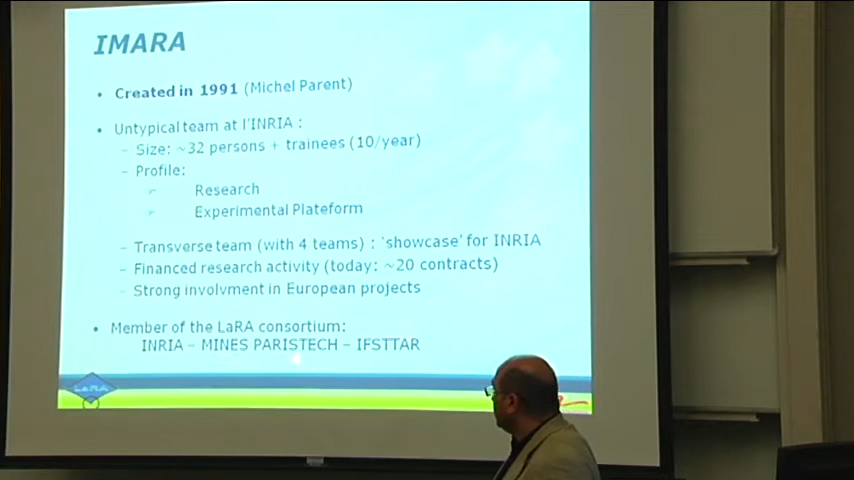 IMARA
• Created in 1991 (Michel Parent)
• Untypical team at l'INRIA :
– Size: ~32 persons + trainees (10/year)
– Profile:
Research
Experimental Plateform
– Transverse team (with 4 teams) : 'showcase' for INRIA
– Financed research activity (today: ~20 contracts)
– Strong involvment in European projects
• Member of the LaRA consortium:
INRIA – MINES PARISTECH – IFSTTAR
LaRA